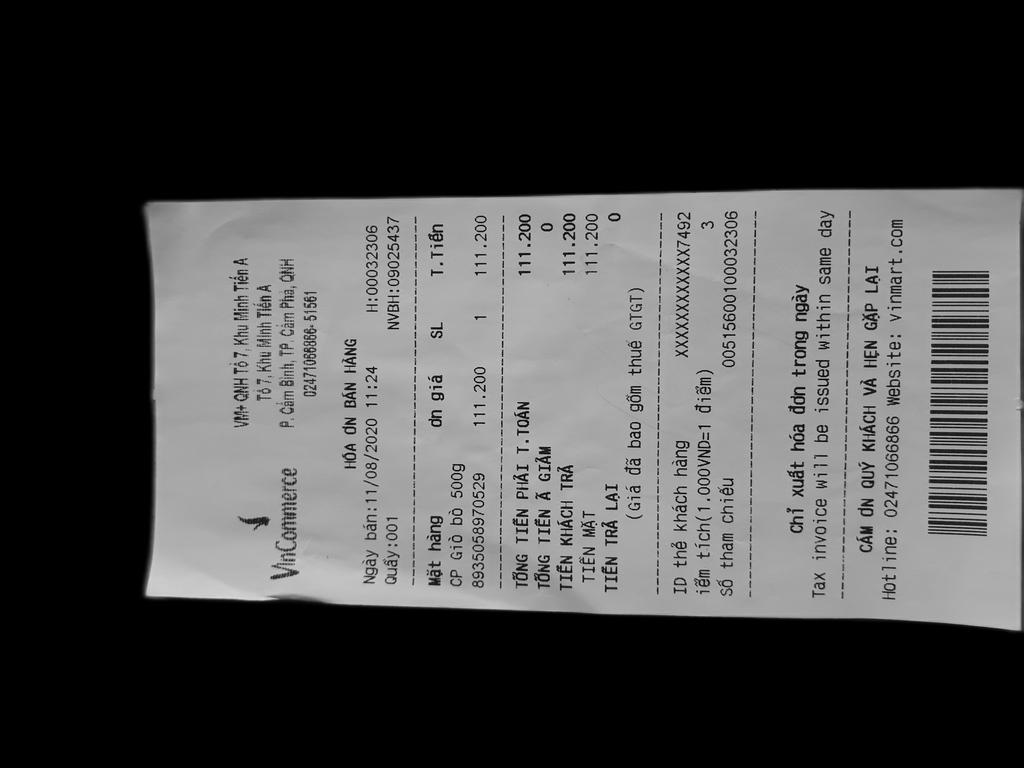 VinCommerce
VM+ QNH Tổ 7, Khu Minh Tiến A
Tổ 7, Khu Minh Tiến A
P. Cẩm Bình, TP. Cẩm Phả, QNH
02471066866- 51561
HÓA ĐN BÁN HÀNG
Ngày bán:11/08/2020 11:24 H:00032306
Quầy:001 NVBH:09025437
Mặt hàng đn giá SL T.Tiền
CP Giò bò 500g
8935058970529 111.200 1 111.200
TỔNG TIỀN PHẢI T.TOÁN 111.200
TỔNG TIỀN Ã GIẢM 0
TIỀN KHÁCH TRẢ 111.200
TIỀN MẶT 111.200
TIỀN TRẢ LẠI 0
(Giá đã bao gồm thuế GTGT)
ID thẻ khách hàng XXXXXXXXXXXXXXX7492
iểm tích(1.000VND=1 điểm) 3
Số tham chiếu 00515600100032306
Chỉ xuất hóa đơn trong ngày
Tax invoice will be issued within same day
CÁM ƠN QUÝ KHÁCH VÀ HẸN GẶP LẠI
Hotline: 02471066866 Website: vinmart.com